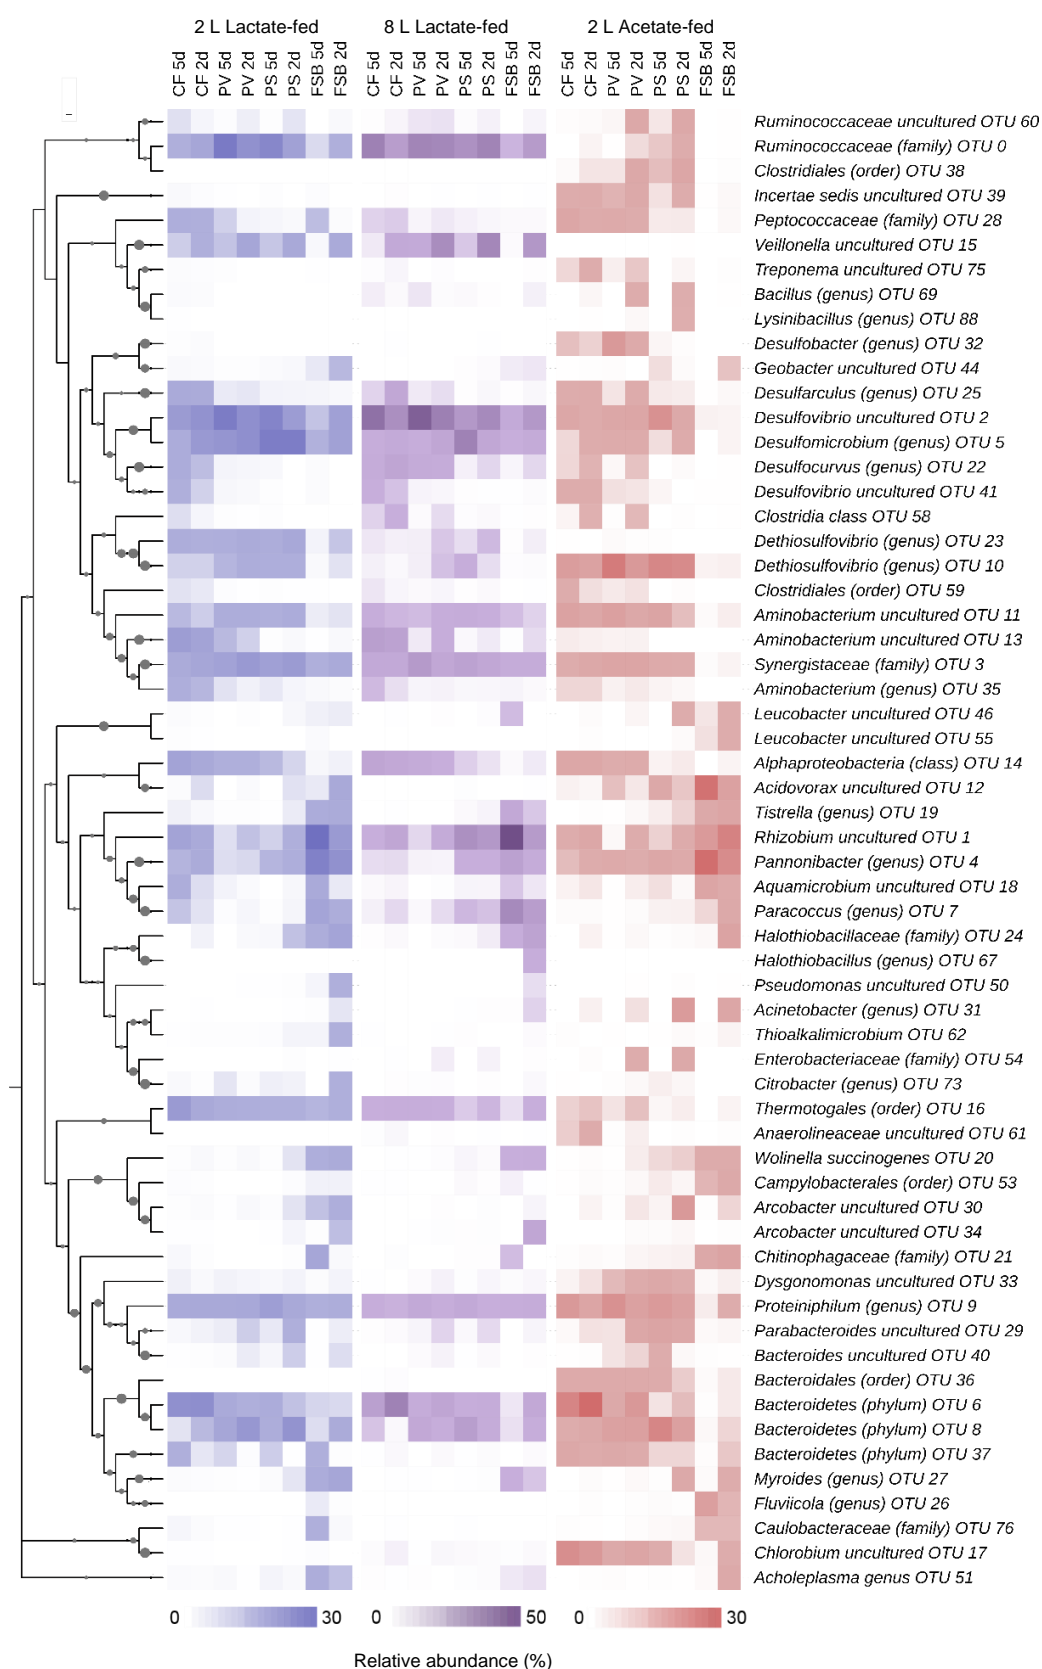 2 L Lactate-fed 8 L Lactate-fed 2 L Acetate-fed
CF 5d CF 2d PV 5d PV 2d PS 5d PS 2d FSB 5d FSB 2d CF 5d CF 2d PV 5d PV 2d PS 5d PS 2d FSB 5d FSB 2d CF 5d CF 2d PV 5d PV 2d PS 5d PS 2d FSB 5d FSB 2d
Ruminococcaceae uncultured OTU 60
Ruminococcaceae (family) OTU 0
Clostridiales (order) OTU 38
Incertae sedis uncultured OTU 39
Peptococcaceae (family) OTU 28
Veillonella uncultured OTU 15
Treponema uncultured OTU 75
Bacillus (genus) OTU 69
Lysinibacillus (genus) OTU 88
Desulfobacter (genus) OTU 32
Geobacter uncultured OTU 44
Desulfarculus (genus) OTU 25
Desulfovibrio uncultured OTU 2
Desulfomicrobium (genus) OTU 5
Desulfocurvus (genus) OTU 22
Desulfovibrio uncultured OTU 41
Clostridia class OTU 58
Dethiosulfovibrio (genus) OTU 23
Dethiosulfovibrio (genus) OTU 10
Clostridiales (order) OTU 59
Aminobacterium uncultured OTU 11
Aminobacterium uncultured OTU 13
Synergistaceae (family) OTU 3
Aminobacterium (genus) OTU 35
Leucobacter uncultured OTU 46
Leucobacter uncultured OTU 55
Alphaproteobacteria (class) OTU 14
Acidovorax uncultured OTU 12
Tistrella (genus) OTU 19
Rhizobium uncultured OTU 1
Pannonibacter (genus) OTU 4
Aquamicrobium uncultured OTU 18
Paracoccus (genus) OTU 7
Halothiobacillaceae (family) OTU 24
Halothiobacillus (genus) OTU 67
Pseudomonas uncultured OTU 50
Acinetobacter (genus) OTU 31
Thioalkalimicrobium OTU 62
Enterobacteriaceae (family) OTU 54
Citrobacter (genus) OTU 73
Thermotogales (order) OTU 16
Anaerolineaceae uncultured OTU 61
Wolinella succinogenes OTU 20
Campylobacterales (order) OTU 53
Arcobacter uncultured OTU 30
Arcobacter uncultured OTU 34
Chitinophagaceae (family) OTU 21
Dysgonomonas uncultured OTU 33
Proteiniphilum (genus) OTU 9
Parabacteroides uncultured OTU 29
Bacteroides uncultured OTU 40
Bacteroidales (order) OTU 36
Bacteroidetes (phylum) OTU 6
Bacteroidetes (phylum) OTU 8
Bacteroidetes (phylum) OTU 37
Myroides (genus) OTU 27
Fluviicola (genus) OTU 26
Caulobacteraceae (family) OTU 76
Chlorobium uncultured OTU 17
Acholeplasma genus OTU 51
0 30 0 50 0 30
Relative abundance (%)